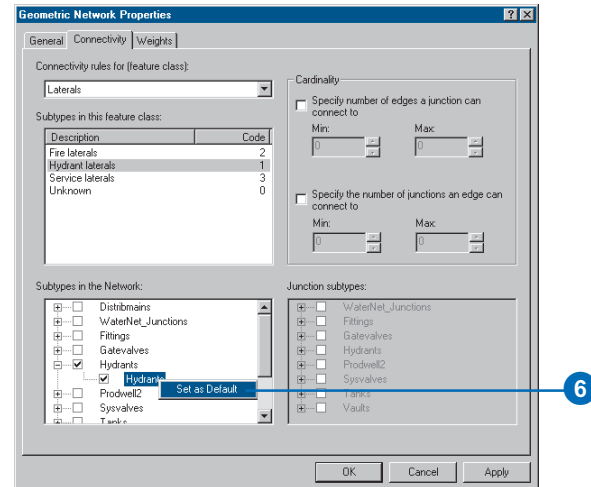 Geometric Network Properties
General Connectivity Weights
Connectivity rules for (feature class):
Laterals
Subtypes in this feature class:
Description Code
Fire laterals 2
Hydrant laterals 1
Service laterals 3
Unknown 0
Cardinality
Specify number of edges a junction can
connect to
Min: Max:
0 0
Specify the number of junctions an edge can
connect to
Min: Max:
0 0
Subtypes in the Network:
Distribmains
WaterNet_Junctions
Fittings
Gatevalves
Hydrants
Hydrants
Set as Default
Prodwell2
Sysvalves
Tanks
Junction subtypes:
WaterNet_Junctions
Fittings
Gatevalves
Hydrants
Prodwell2
Sysvalves
Tanks
Vaults
6
OK Cancel Apply